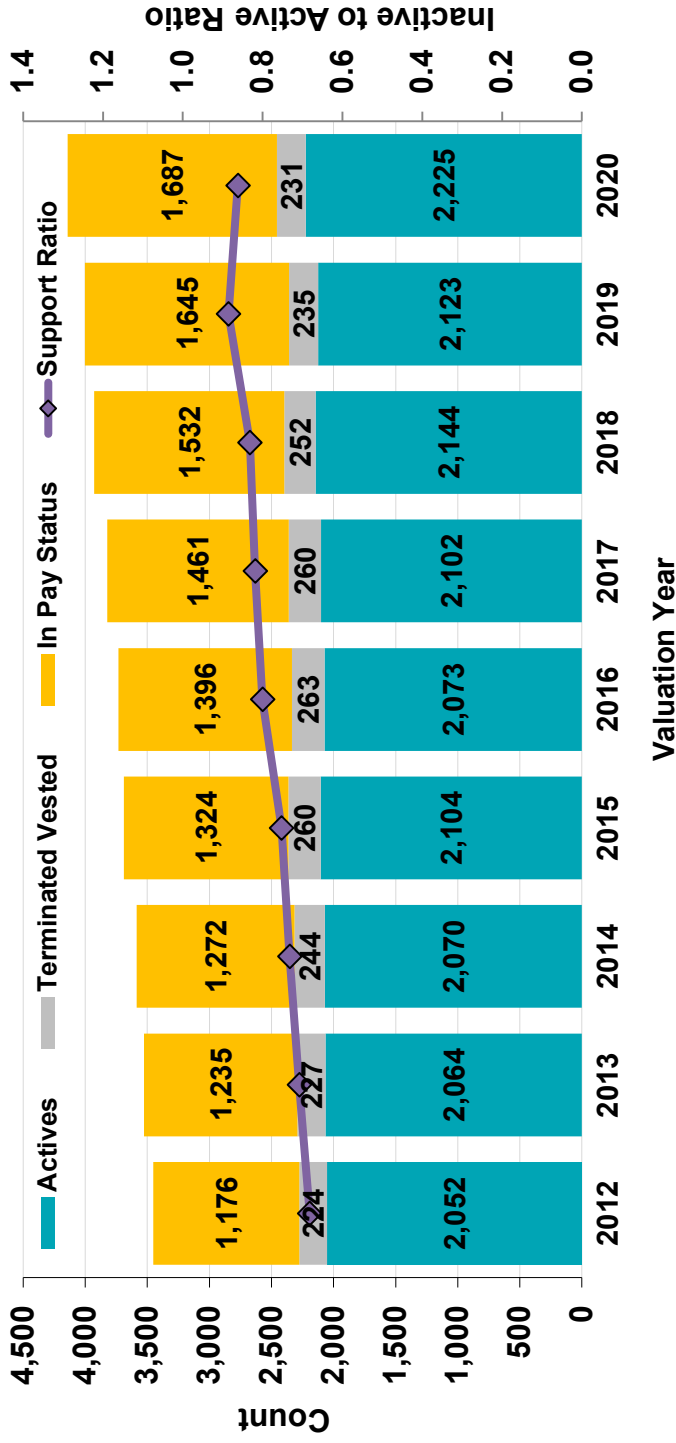 Actives Terminated Vested In Pay Status Support Ratio
Count
4,500
4,000
3,500
3,000
2,500
2,000
1,500
1,000
500
0
1,176 1,235 1,272 1,324 1,396 1,461 1,532 1,645 1,687
224 227 244 260 263 260 252 235 231
2,052 2,064 2,070 2,104 2,073 2,102 2,144 2,123 2,225
2012 2013 2014 2015 2016 2017 2018 2019 2020
Valuation Year
1.4
1.2
1.0
0.8
0.6
0.4
0.2
0.0
Inactive to Active Ratio